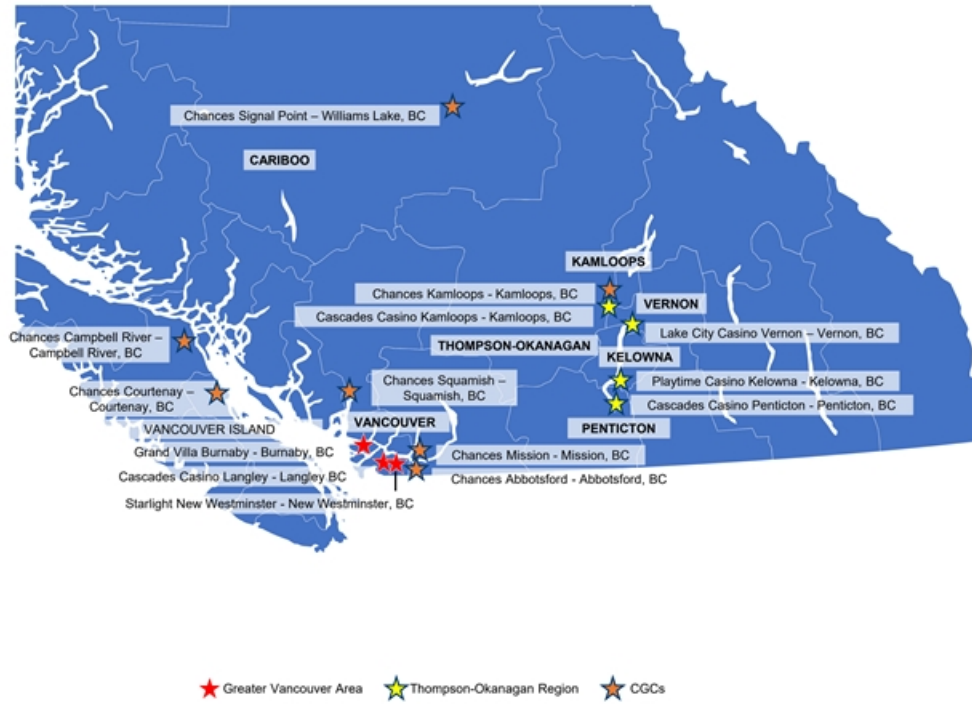 Chances Signal Point – Williams Lake, BC
CARIBOO
KAMLOOPS
Chances Kamloops - Kamloops, BC
VERNON
Cascades Casino Kamloops - Kamloops, BC
Lake City Casino Vernon – Vernon, BC
Chances Campbell River –
Campbell River, BC
THOMPSON-OKANAGAN
KELOWNA
Chances Squamish –
Squamish, BC
Playtime Casino Kelowna - Kelowna, BC
Chances Courtenay –
Courtenay, BC
Cascades Casino Penticton - Penticton, BC
VANCOUVER
VANCOUVER ISLAND
PENTICTON
Grand Villa Burnaby - Burnaby, BC
Chances Mission - Mission, BC
Cascades Casino Langley - Langley BC
Chances Abbotsford - Abbotsford, BC
Starlight New Westminster - New Westminster, BC
Greater Vancouver Area
Thompson-Okanagan Region
CGCs